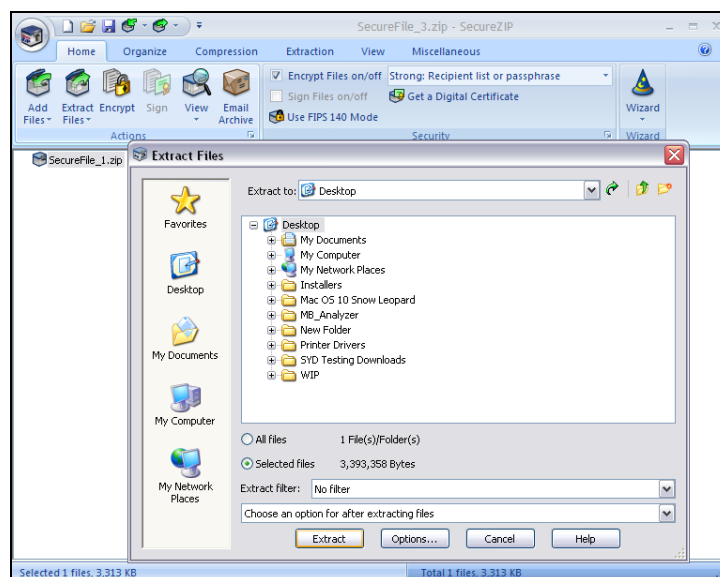 SecureFile_3.zip - SecureZIP
Home Organize Compression Extraction View Miscellaneous
Add Files
Extract Files
Encrypt
Sign
View
Email Archive
Actions
Encrypt Files on/off Strong: Recipient list or passphrase
Sign Files on/off Get a Digital Certificate
Use FIPS 140 Mode
Security
Wizard
Wizard
SecureFile_1.zip
Extract Files
Extract to: Desktop
Favorites
Desktop
My Documents
My Computer
My Network Places
Desktop
My Documents
My Computer
My Network Places
Installers
Mac OS 10 Snow Leopard
MB_Analyzer
New Folder
Printer Drivers
SYD Testing Downloads
WIP
All files 1 File(s)/Folder(s)
Selected files 3,393,358 Bytes
Extract filter: No filter
Choose an option for after extracting files
Extract Options... Cancel Help
Selected 1 files, 3,313 KB Total 1 files, 3,313 KB